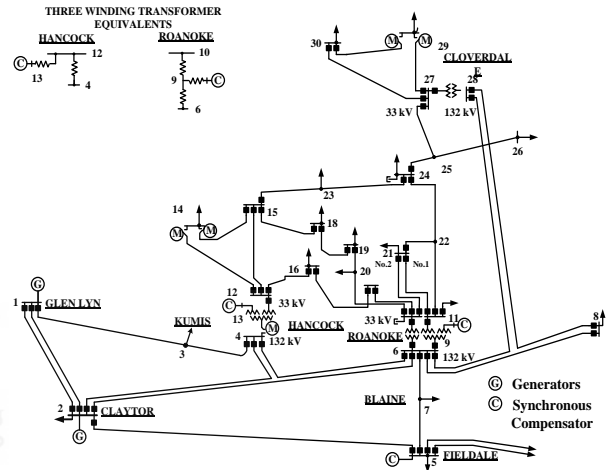 THREE WINDING TRANSFORMER
EQUIVALENTS
HANCOCK
ROANOKE
12
C
13
4
10
9
C
6
30
M
M
29
CLOVERDAL
E
27
28
33 kV
132 kV
26
25
24
23
15
14
M
M
18
19
22
21
No.2
No.1
20
16
12
33 kV
C
13
M
HANCOCK
33 kV
11
ROANOKE
C
9
G
1
GLEN LYN
KUMIS
3
4
132 kV
6
132 kV
8
G Generators
C Synchronous
Compensator
BLAINE
7
2
CLAYTOR
G
C
5
FIELDALE